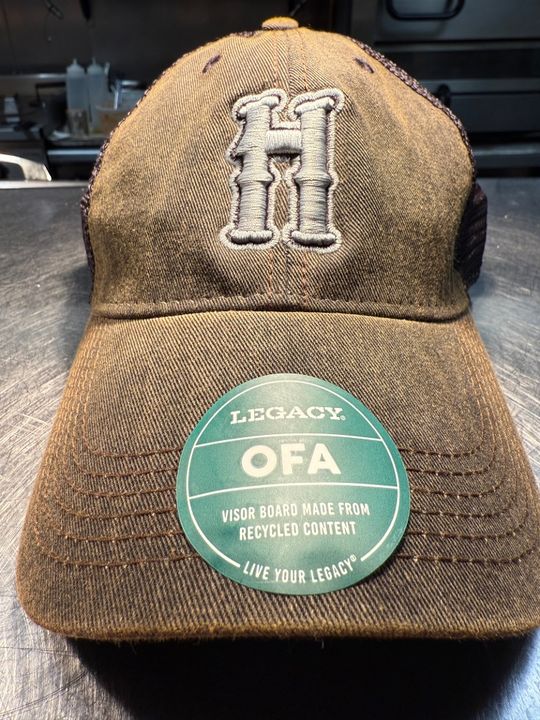 H
LEGACY®
OFA
VISOR BOARD MADE FROM
RECYCLED CONTENT
LIVE YOUR LEGACY®